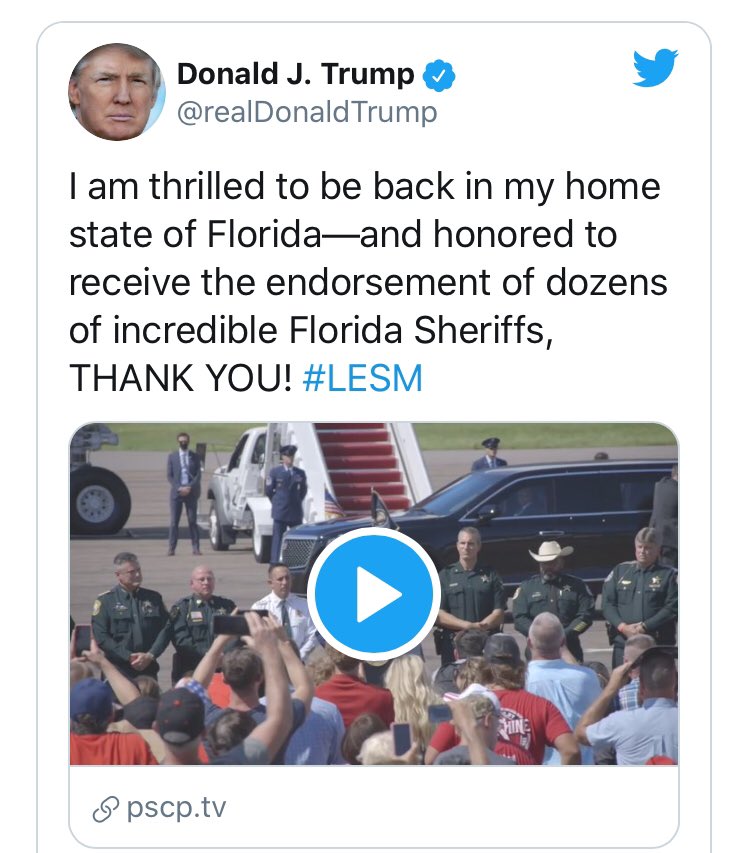 Donald J. Trump
@realDonaldTrump
I am thrilled to be back in my home
state of Florida—and honored to
receive the endorsement of dozens
of incredible Florida Sheriffs,
THANK YOU! #LESM
pscp.tv